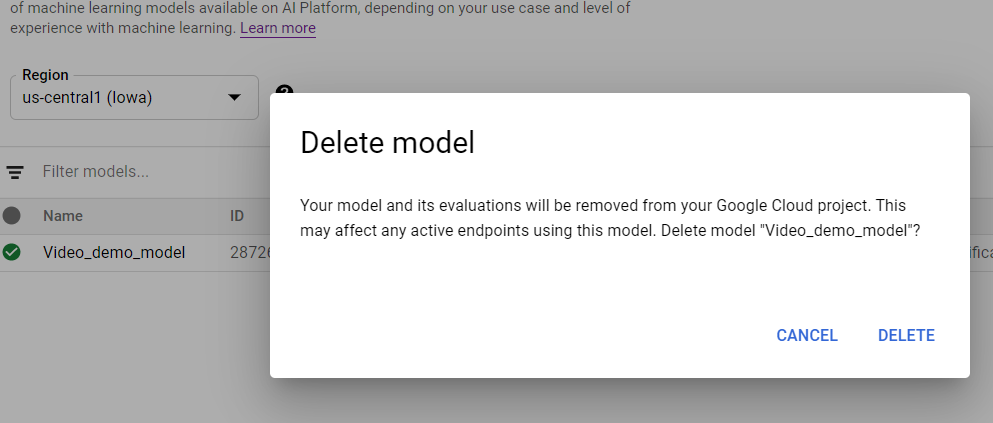 of machine learning models available on AI Platform, depending on your use case and level of
experience with machine learning. Learn more
Region
us-central1 (Iowa)
?
Delete model
Filter models...
Your model and its evaluations will be removed from your Google Cloud project. This
Name ID
may affect any active endpoints using this model. Delete model "Video_demo_model"?
Video_demo_model 2872
CANCEL DELETE